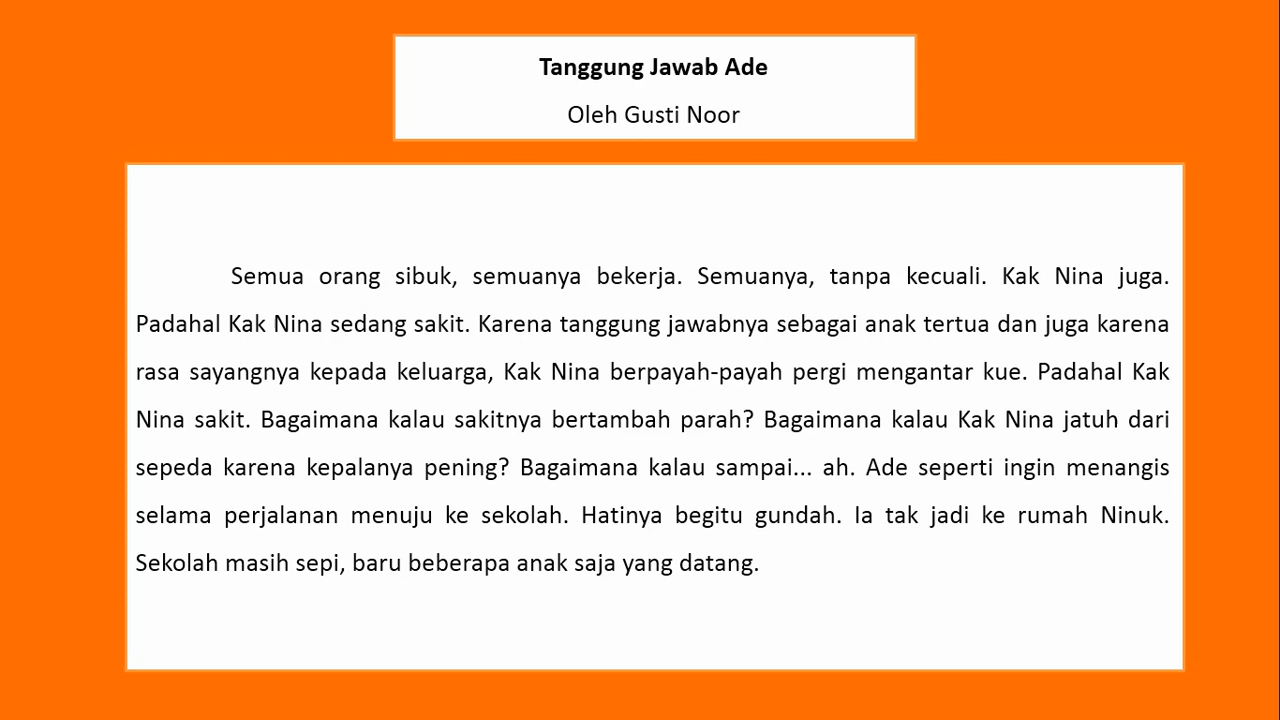 Tanggung Jawab Ade
Oleh Gusti Noor
Semua orang sibuk, semuanya bekerja. Semuanya, tanpa kecuali. Kak Nina juga.
Padahal Kak Nina sedang sakit. Karena tanggung jawabnya sebagai anak tertua dan juga karena
rasa sayangnya kepada keluarga, Kak Nina berpayah-payah pergi mengantar kue. Padahal Kak
Nina sakit. Bagaimana kalau sakitnya bertambah parah? Bagaimana kalau Kak Nina jatuh dari
sepeda karena kepalanya pening? Bagaimana kalau sampai... ah. Ade seperti ingin menangis
selama perjalanan menuju ke sekolah. Hatinya begitu gundah. Ia tak jadi ke rumah Ninuk.
Sekolah masih sepi, baru beberapa anak saja yang datang.